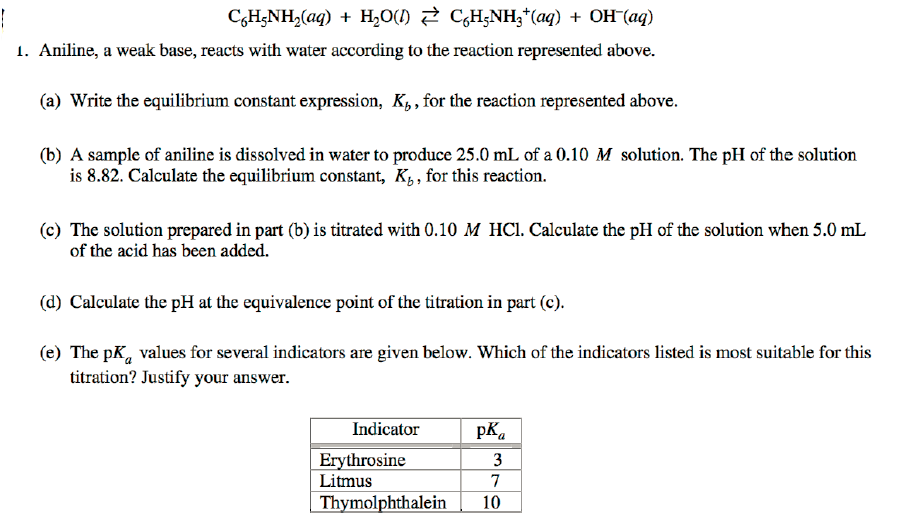 C₆H₅NH₂(aq) + H₂O(l) ⇄ C₆H₅NH₃⁺(aq) + OH⁻(aq)
1. Aniline, a weak base, reacts with water according to the reaction represented above.
(a) Write the equilibrium constant expression, K_b, for the reaction represented above.
(b) A sample of aniline is dissolved in water to produce 25.0 mL of a 0.10 M solution. The pH of the solution
is 8.82. Calculate the equilibrium constant, K_b, for this reaction.
(c) The solution prepared in part (b) is titrated with 0.10 M HCl. Calculate the pH of the solution when 5.0 mL
of the acid has been added.
(d) Calculate the pH at the equivalence point of the titration in part (c).
(e) The pKₐ values for several indicators are given below. Which of the indicators listed is most suitable for this
titration? Justify your answer.
Indicator pKₐ
Erythrosine 3
Litmus 7
Thymolphthalein 10